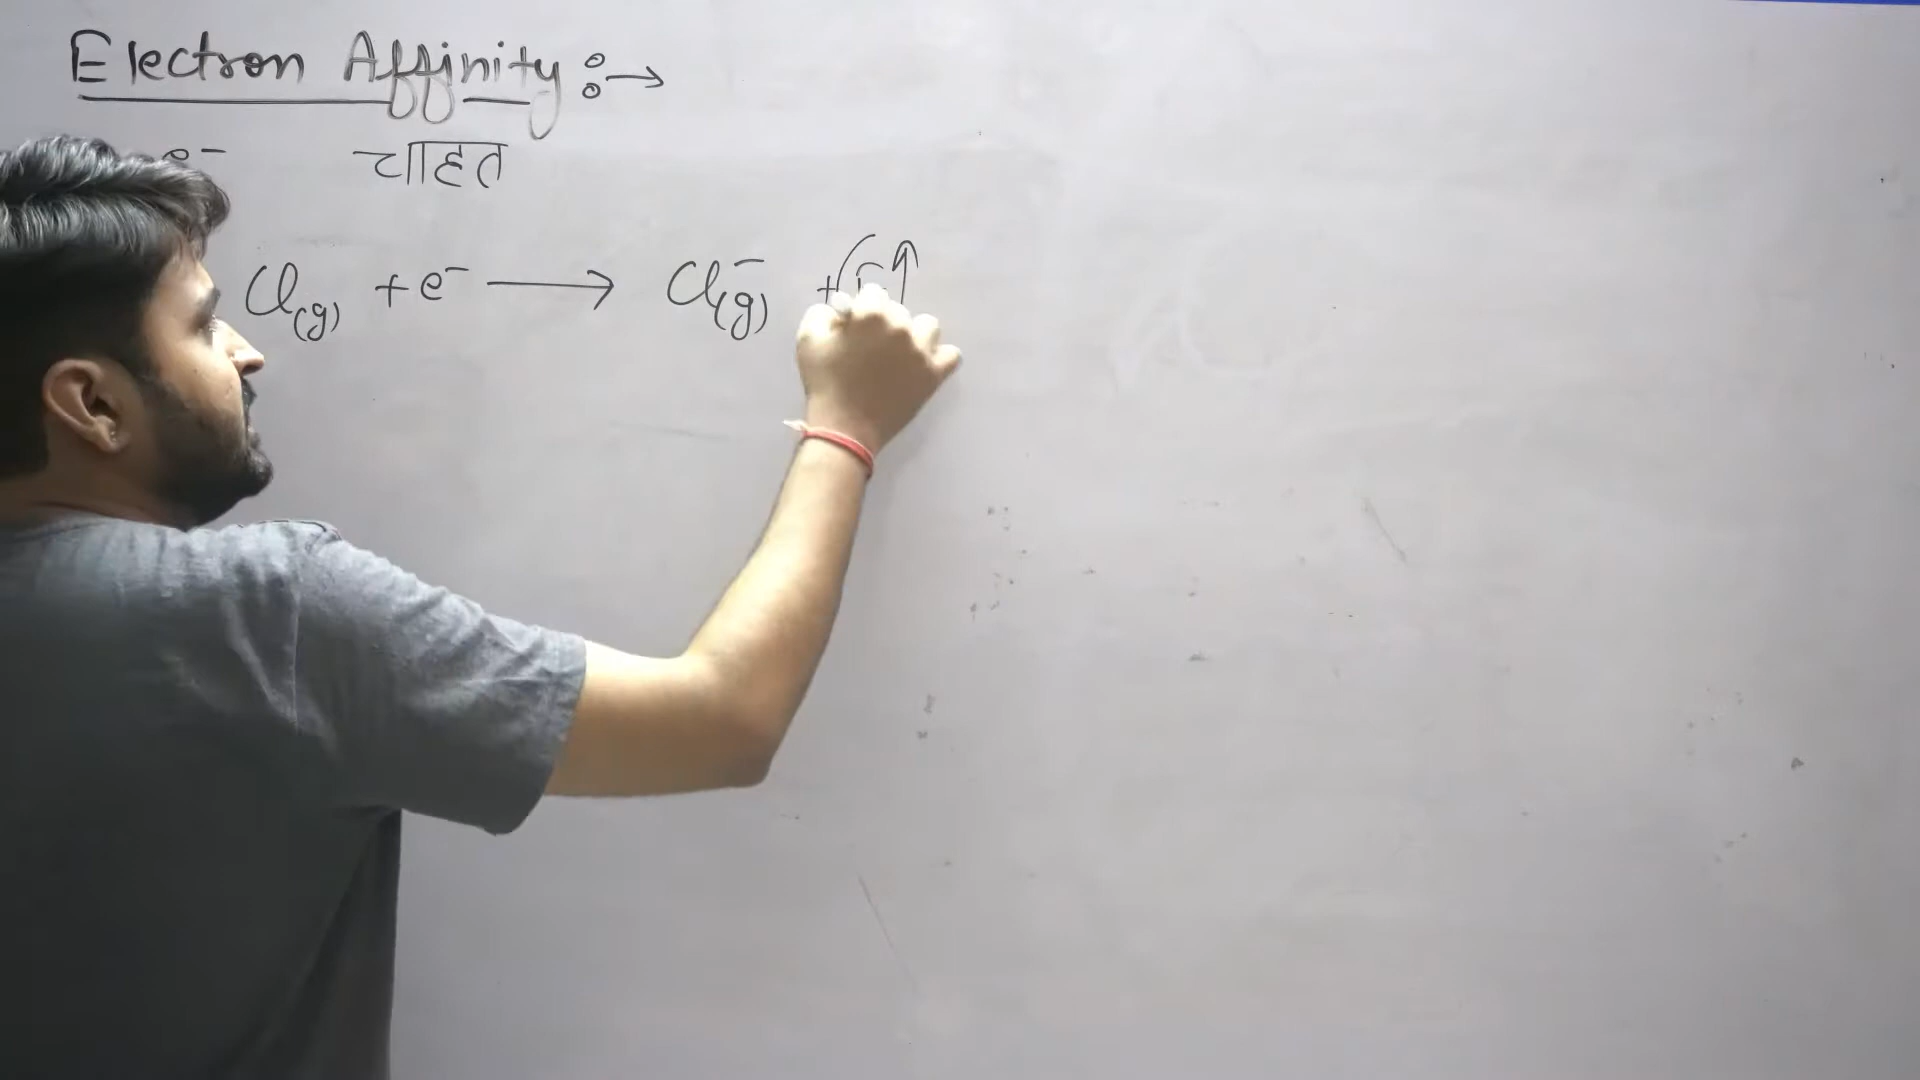 Electron Affinity :→
e⁻ चाहत
Cl(g) + e⁻ ⟶ Cl⁻(g) +